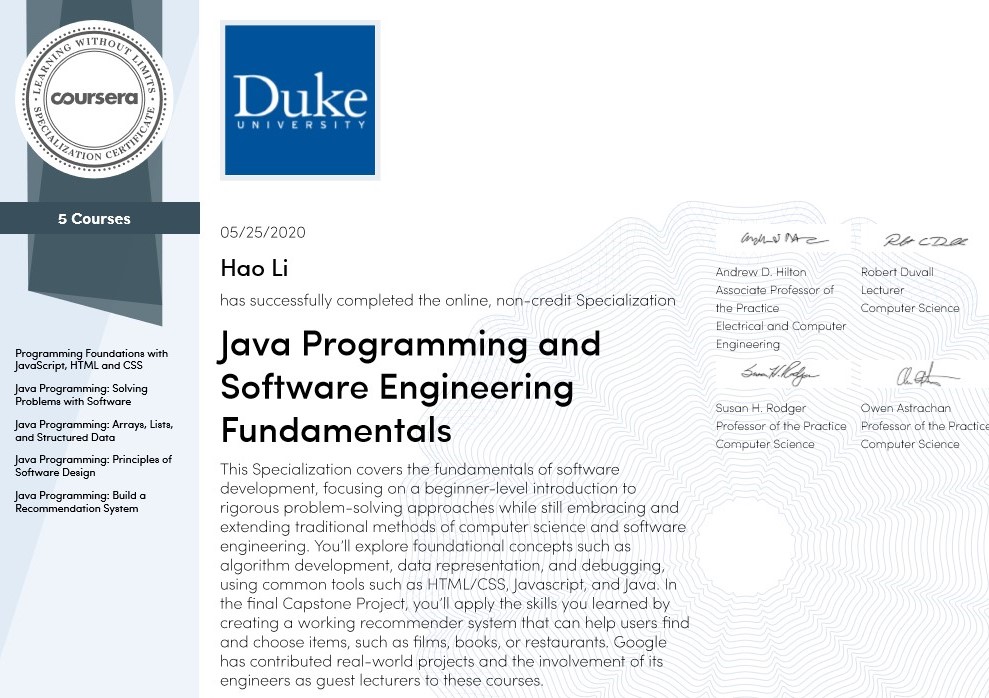 LEARNING WITHOUT LIMITS
coursera
SPECIALIZATION CERTIFICATE
5 Courses
Programming Foundations with
JavaScript, HTML and CSS
Java Programming: Solving
Problems with Software
Java Programming: Arrays, Lists,
and Structured Data
Java Programming: Principles of
Software Design
Java Programming: Build a
Recommendation System
Duke
UNIVERSITY
05/25/2020
Hao Li
has successfully completed the online, non-credit Specialization
Java Programming and
Software Engineering
Fundamentals
This Specialization covers the fundamentals of software
development, focusing on a beginner-level introduction to
rigorous problem-solving approaches while still embracing and
extending traditional methods of computer science and software
engineering. You'll explore foundational concepts such as
algorithm development, data representation, and debugging,
using common tools such as HTML/CSS, Javascript, and Java. In
the final Capstone Project, you'll apply the skills you learned by
creating a working recommender system that can help users find
and choose items, such as films, books, or restaurants. Google
has contributed real-world projects and the involvement of its
engineers as guest lecturers to these courses.
Andrew D. Hilton
Associate Professor of
the Practice
Electrical and Computer
Engineering
Robert Duvall
Lecturer
Computer Science
Susan H. Rodger
Professor of the Practice
Computer Science
Owen Astrachan
Professor of the Practice
Computer Science